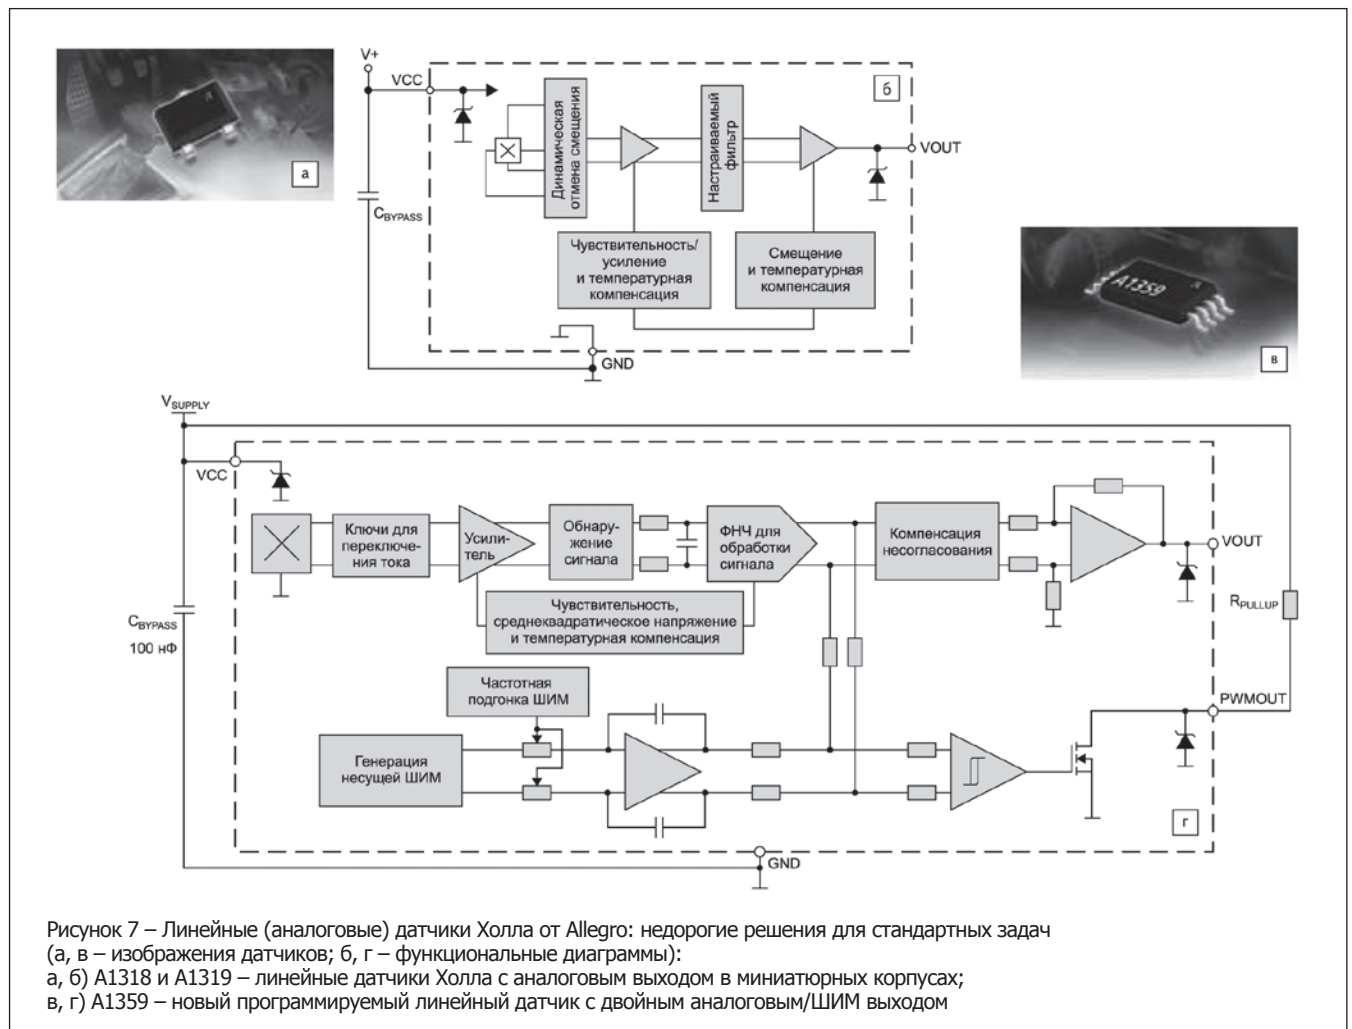 а
V+
VCC
б
Динамическая
отмена смещения
Настраиваемый
фильтр
VOUT
CBYPASS
Чувствительность/
усиление
и температурная
компенсация
Смещение
и температурная
компенсация
GND
A1359
в
VSUPPLY
VCC
Ключи для
переключе-
ния тока
Усили-
тель
Обнару-
жение
сигнала
ФНЧ для
обработки
сигнала
Компенсация
несогласования
VOUT
RPULLUP
CBYPASS
100 нФ
Чувствительность,
среднеквадратическое напряжение
и температурная компенсация
Частотная
подгонка ШИМ
PWMOUT
Генерация
несущей ШИМ
г
GND
Рисунок 7 – Линейные (аналоговые) датчики Холла от Allegro: недорогие решения для стандартных задач
(а, в – изображения датчиков; б, г – функциональные диаграммы):
а, б) A1318 и A1319 – линейные датчики Холла с аналоговым выходом в миниатюрных корпусах;
в, г) A1359 – новый программируемый линейный датчик с двойным аналоговым/ШИМ выходом